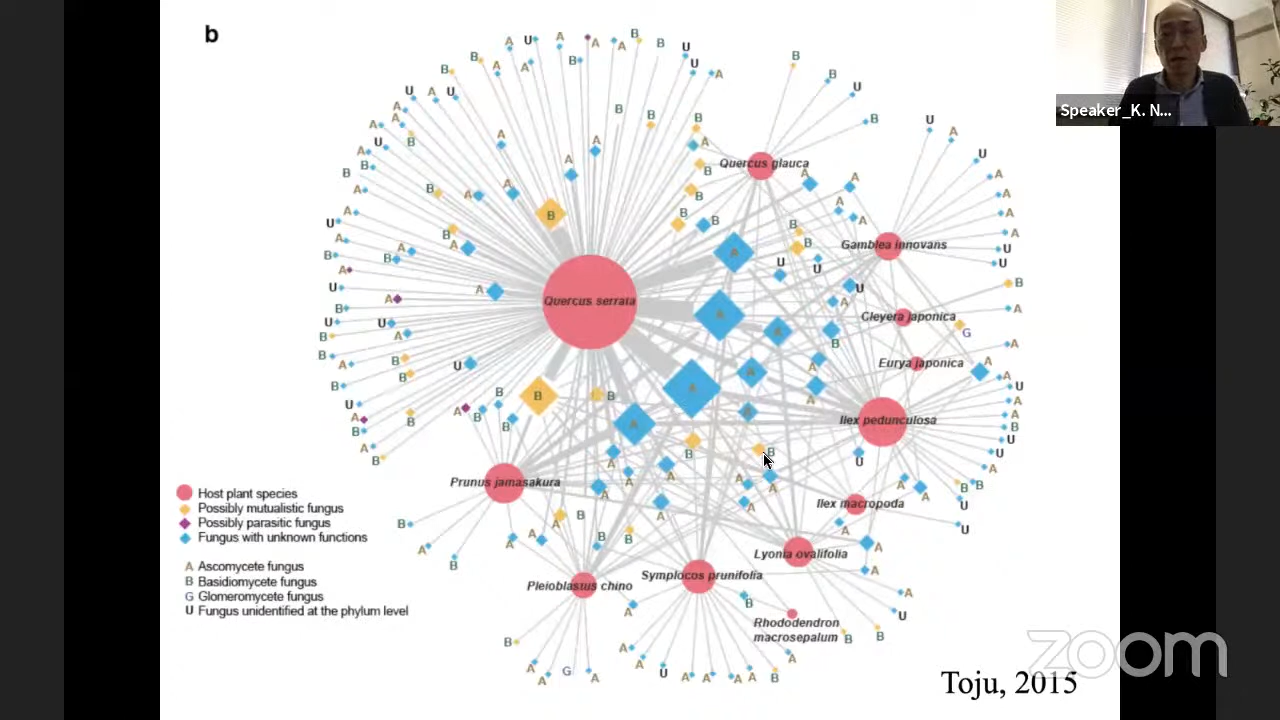 b
Speaker_K. N...
Quercus glauca
Gamblea innovans
Quercus serrata
Cleyera japonica
Eurya japonica
Ilex pedunculosa
Prunus jamasakura
Ilex macropoda
Lyonia ovalifolia
Symplocos prunifolia
Pleioblastus chino
Rhododendron
macrosepalum
Host plant species
Possibly mutualistic fungus
Possibly parasitic fungus
Fungus with unknown functions
A Ascomycete fungus
B Basidiomycete fungus
G Glomeromycete fungus
U Fungus unidentified at the phylum level
Toju, 2015
zoom